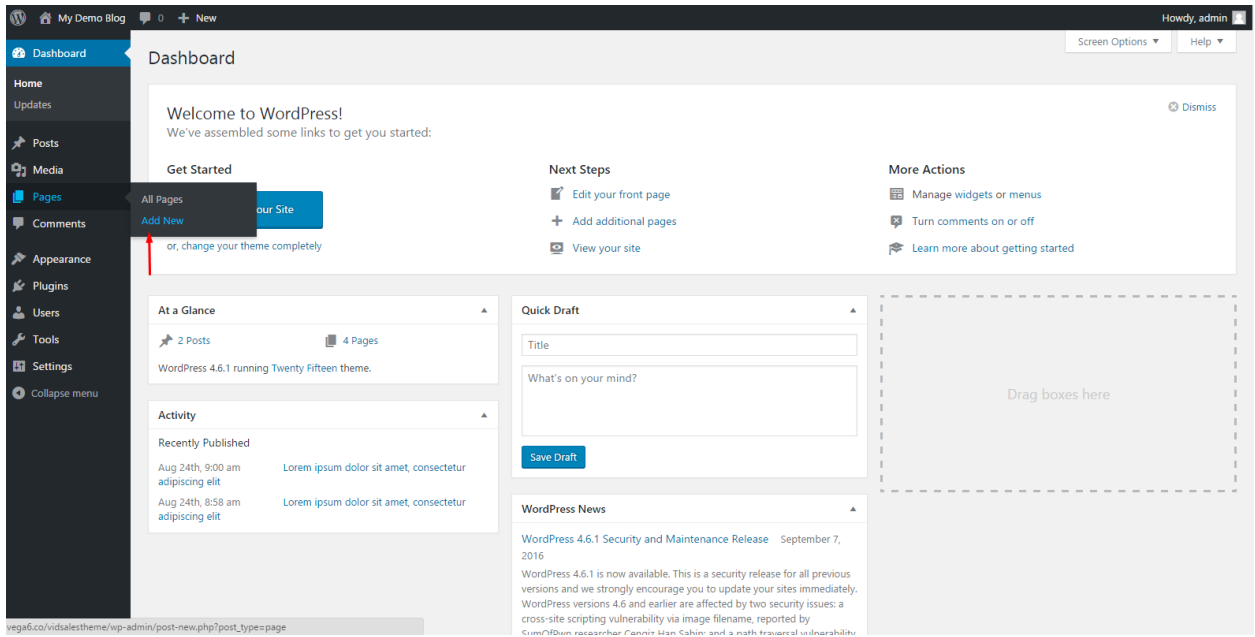 My Demo Blog 0 + New
Howdy, admin
Dashboard
Home
Updates
Posts
Media
Pages
Comments
Appearance
Plugins
Users
Tools
Settings
Collapse menu
All Pages
Add New
Screen Options ▼
Help ▼
Dashboard
Welcome to WordPress!
We've assembled some links to get you started:
Dismiss
Get Started
our Site
or, change your theme completely
Next Steps
Edit your front page
Add additional pages
View your site
More Actions
Manage widgets or menus
Turn comments on or off
Learn more about getting started
At a Glance
2 Posts
4 Pages
WordPress 4.6.1 running Twenty Fifteen theme.
Activity
Recently Published
Aug 24th, 9:00 am Lorem ipsum dolor sit amet, consectetur
adipiscing elit
Aug 24th, 8:58 am Lorem ipsum dolor sit amet, consectetur
adipiscing elit
Quick Draft
Title
What's on your mind?
Save Draft
WordPress News
WordPress 4.6.1 Security and Maintenance Release September 7,
2016
WordPress 4.6.1 is now available. This is a security release for all previous
versions and we strongly encourage you to update your sites immediately.
WordPress versions 4.6 and earlier are affected by two security issues: a
cross-site scripting vulnerability via image filename, reported by
SumOfPwn researcher Cengiz Han Sahin; and a path traversal vulnerability
Drag boxes here
vega6.co/vidsalestheme/wp-admin/post-new.php?post_type=page